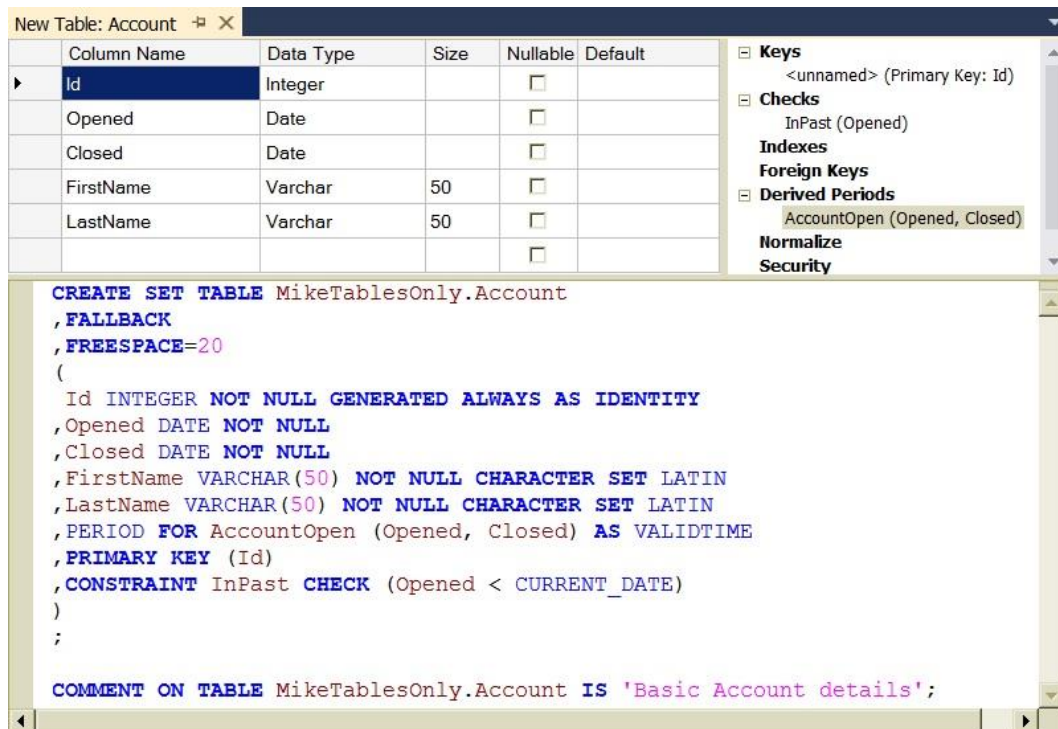 New Table: Account
Column Name Data Type Size Nullable Default
Id Integer
Opened Date
Closed Date
FirstName Varchar 50
LastName Varchar 50
Keys
<unnamed> (Primary Key: Id)
Checks
InPast (Opened)
Indexes
Foreign Keys
Derived Periods
AccountOpen (Opened, Closed)
Normalize
Security
CREATE SET TABLE MikeTablesOnly.Account
,FALLBACK
,FREESPACE=20
(
Id INTEGER NOT NULL GENERATED ALWAYS AS IDENTITY
,Opened DATE NOT NULL
,Closed DATE NOT NULL
,FirstName VARCHAR(50) NOT NULL CHARACTER SET LATIN
,LastName VARCHAR(50) NOT NULL CHARACTER SET LATIN
,PERIOD FOR AccountOpen (Opened, Closed) AS VALIDTIME
,PRIMARY KEY (Id)
,CONSTRAINT InPast CHECK (Opened < CURRENT_DATE)
)
;
COMMENT ON TABLE MikeTablesOnly.Account IS 'Basic Account details';